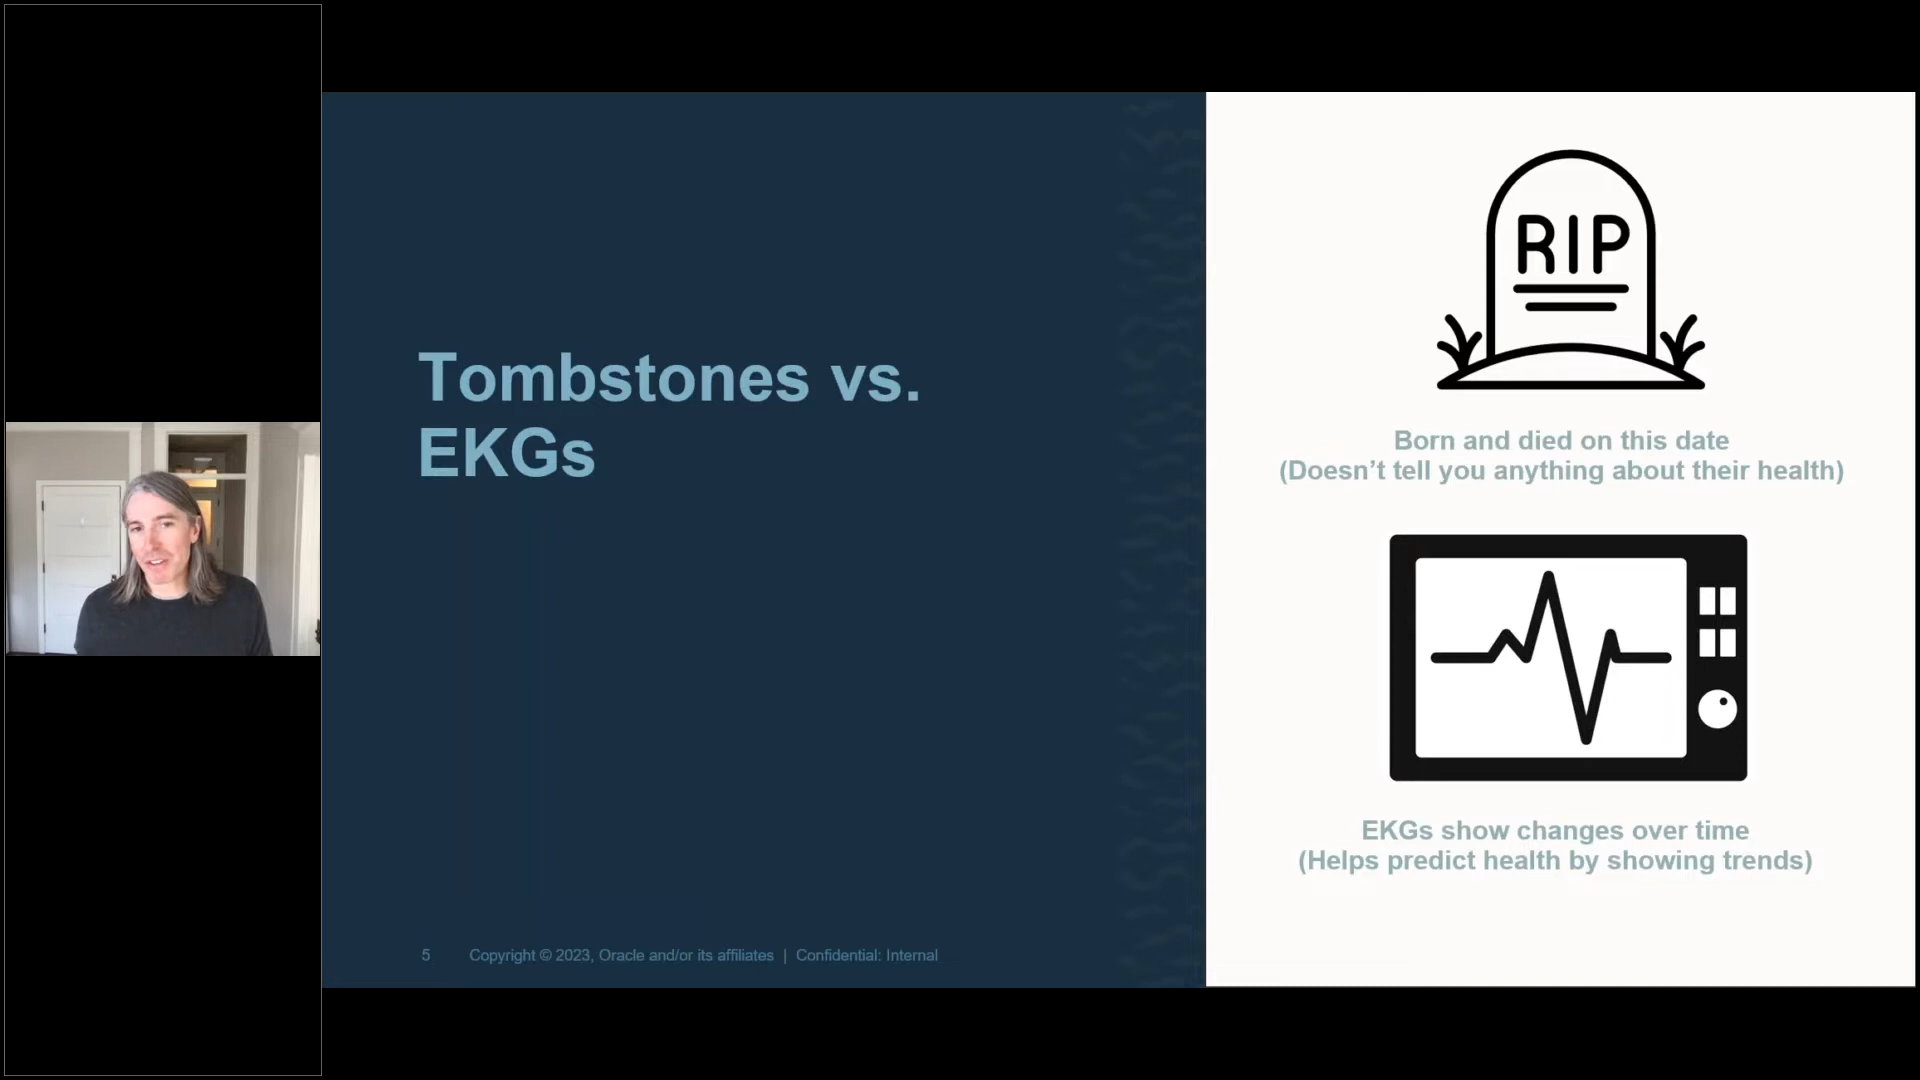 Tombstones vs.
EKGs
RIP
Born and died on this date
(Doesn’t tell you anything about their health)
EKGs show changes over time
(Helps predict health by showing trends)
5 Copyright © 2023, Oracle and/or its affiliates | Confidential: Internal